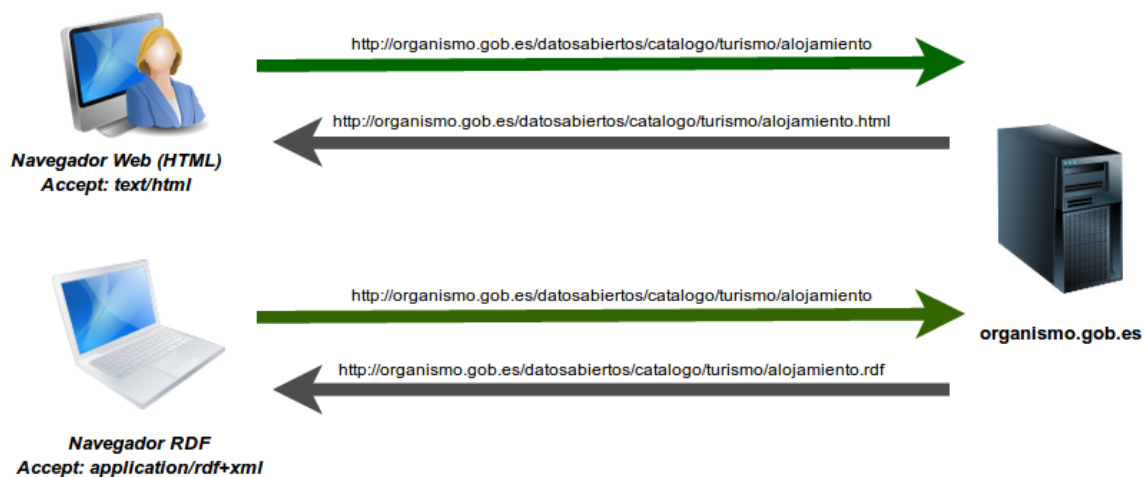 http://organismo.gob.es/datosabiertos/catalogo/turismo/alojamiento
http://organismo.gob.es/datosabiertos/catalogo/turismo/alojamiento.html
Navegador Web (HTML)
Accept: text/html
http://organismo.gob.es/datosabiertos/catalogo/turismo/alojamiento
http://organismo.gob.es/datosabiertos/catalogo/turismo/alojamiento.rdf
organismo.gob.es
Navegador RDF
Accept: application/rdf+xml